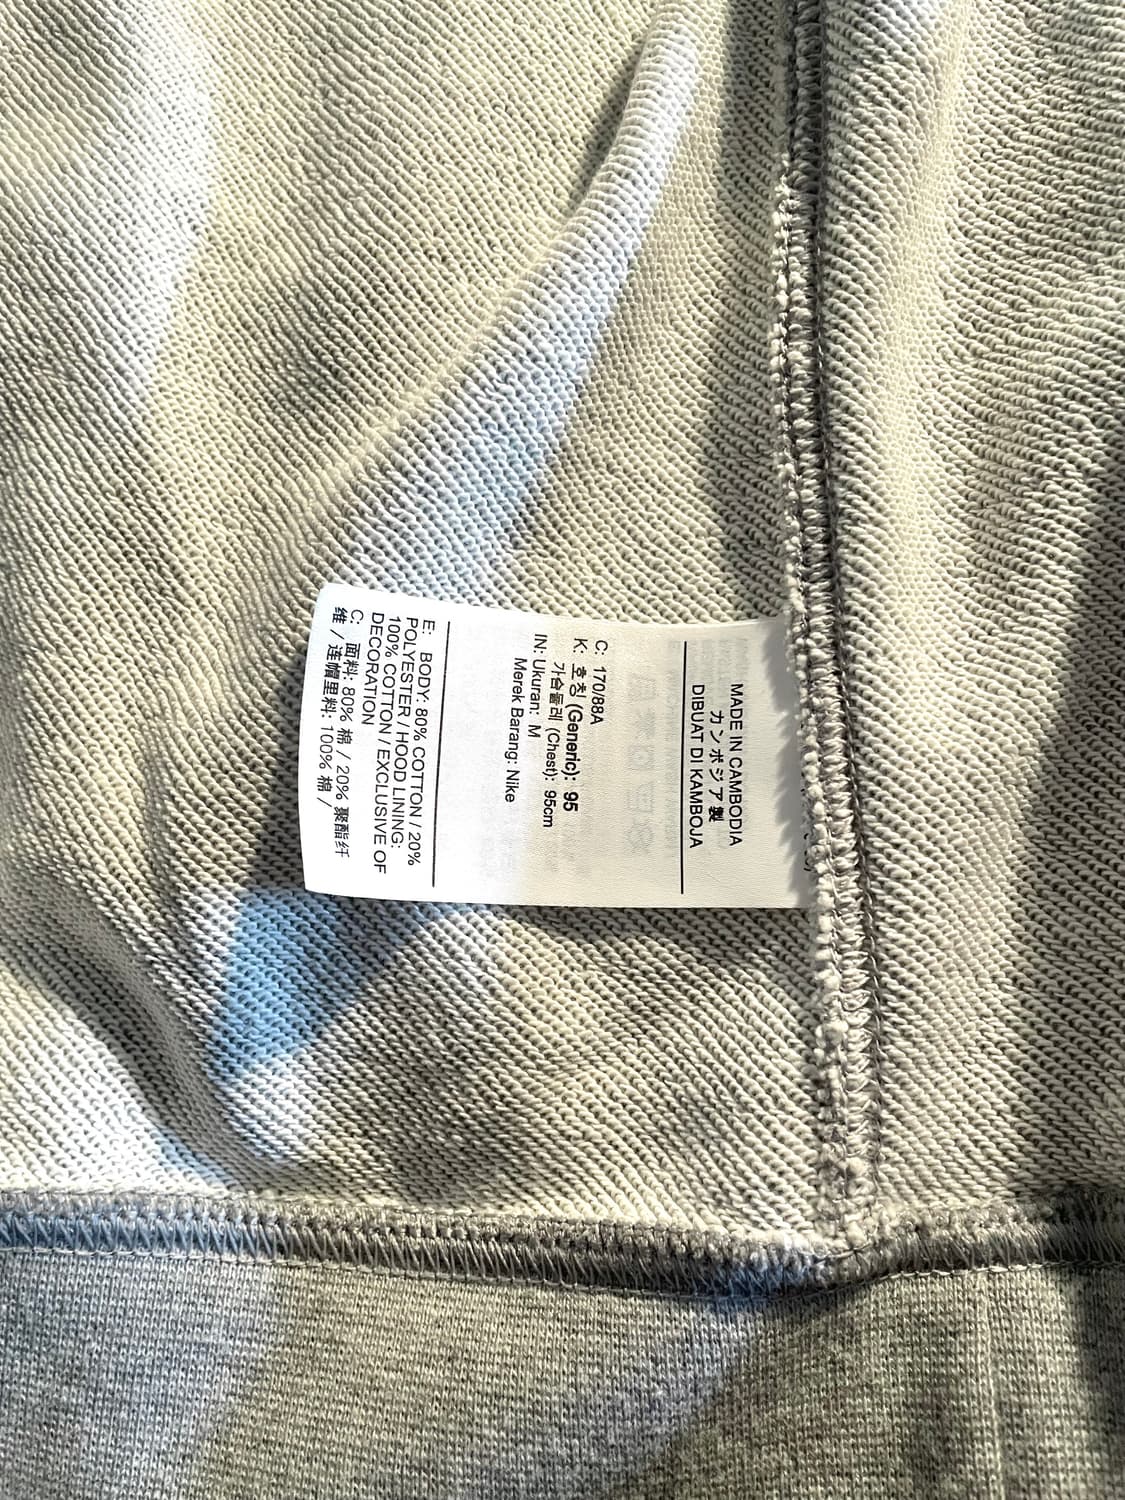 MADE IN CAMBODIA
カンボジア製
DIBUAT DI KAMBOJA
C: 170/88A
K: 호칭 (Generic): 95
가슴둘레 (Chest): 95cm
IN: Ukuran: M
Merek Barang: Nike
E: BODY: 80% COTTON / 20%
POLYESTER / HOOD LINING:
100% COTTON / EXCLUSIVE OF
DECORATION
C: 面料: 80% 棉 / 20% 聚酯纤
维 / 连帽里料: 100% 棉 /